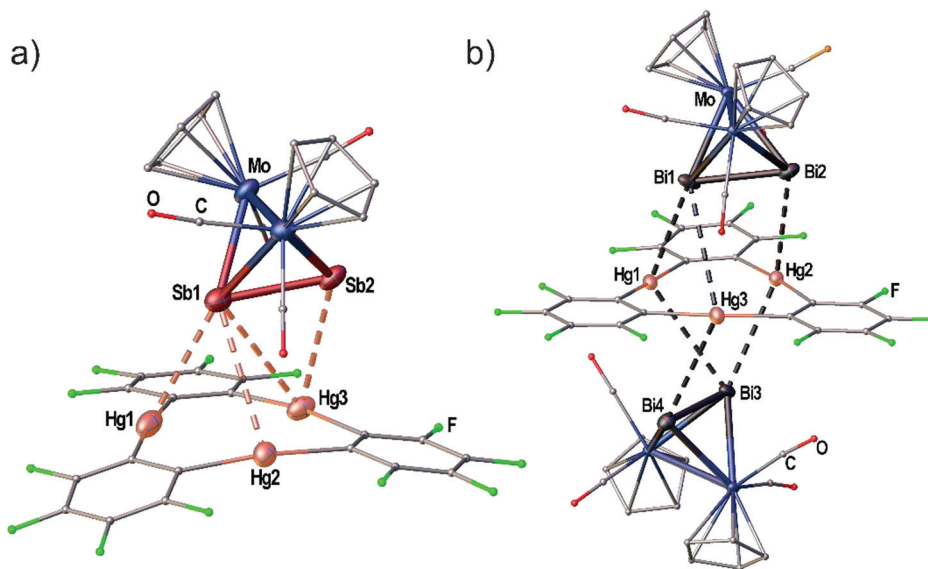 a)
Mo
O
C
Sb1
Sb2
Hg1
Hg3
Hg2
F
b)
Mo
Bi1
Bi2
Hg1
Hg2
Hg3
F
Bi4
Bi3
O
C